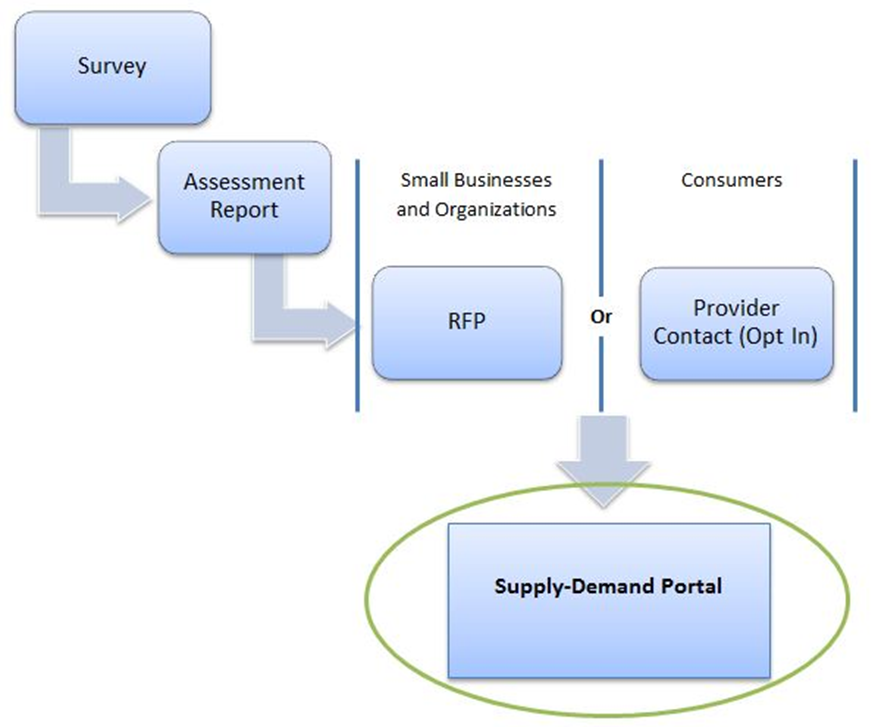 Survey
Assessment
Report
Small Businesses
and Organizations
Consumers
RFP
Or
Provider
Contact (Opt In)
Supply-Demand Portal